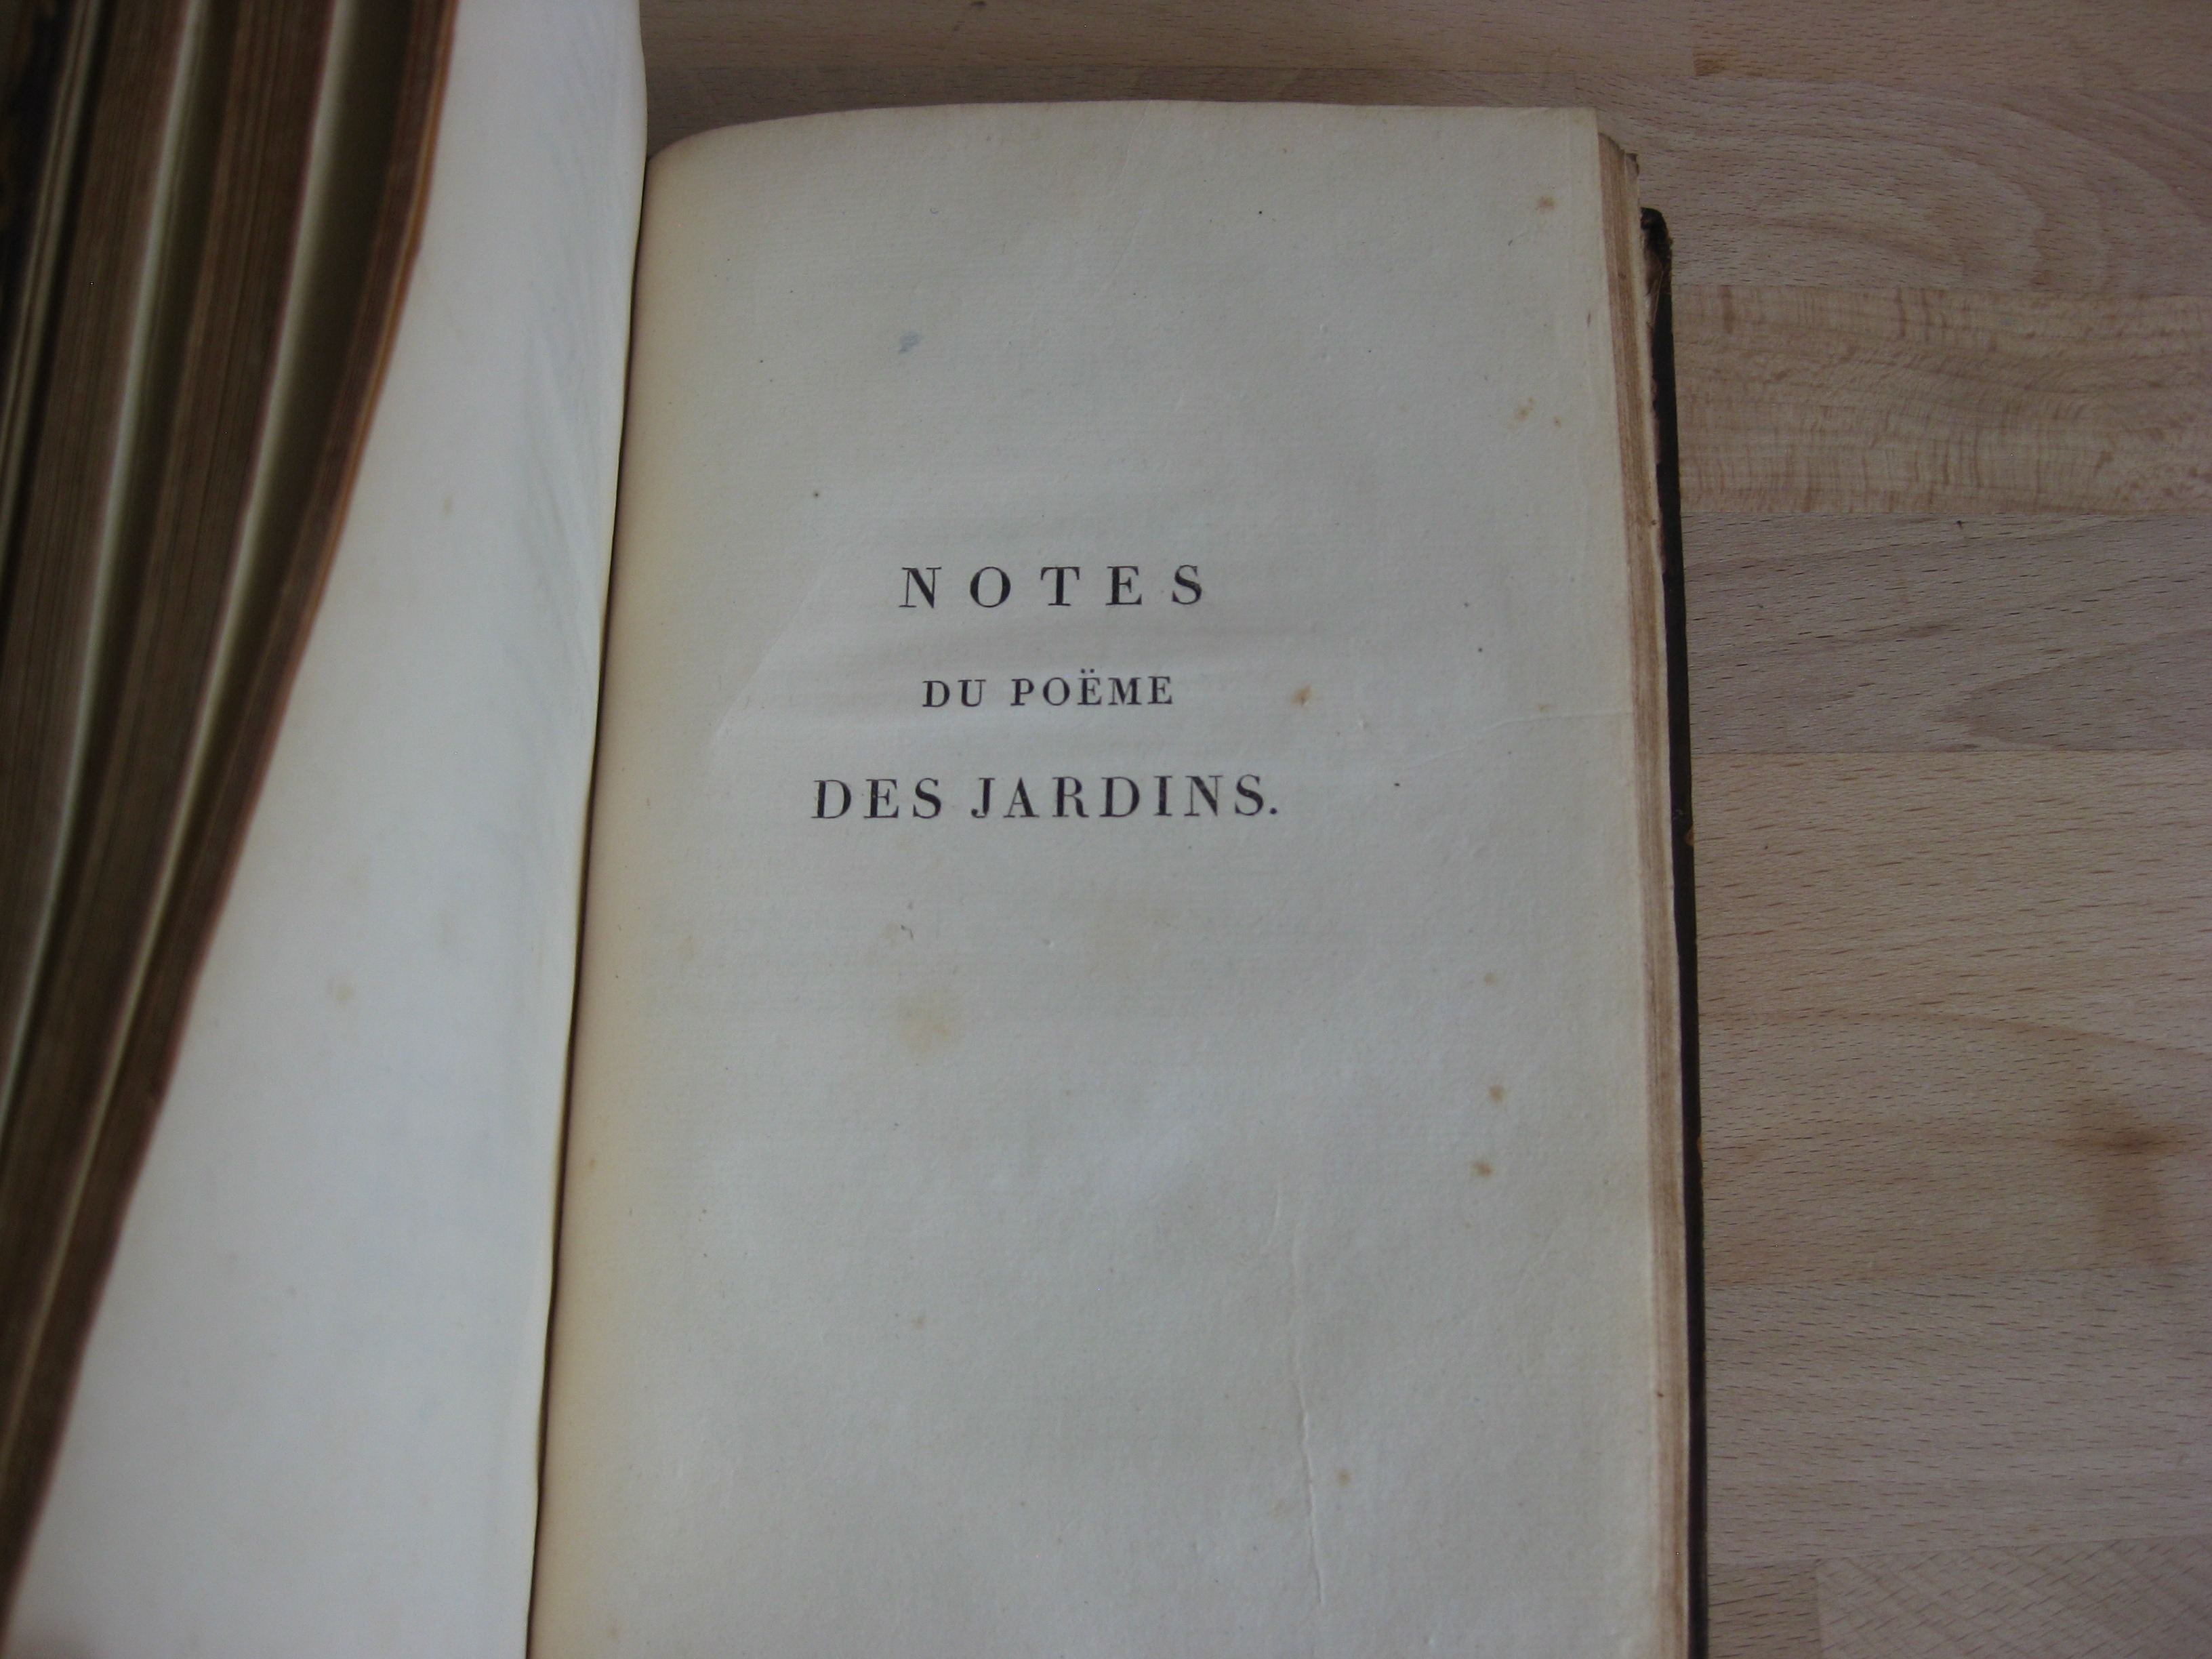 NOTES
DU POËME
DES JARDINS.